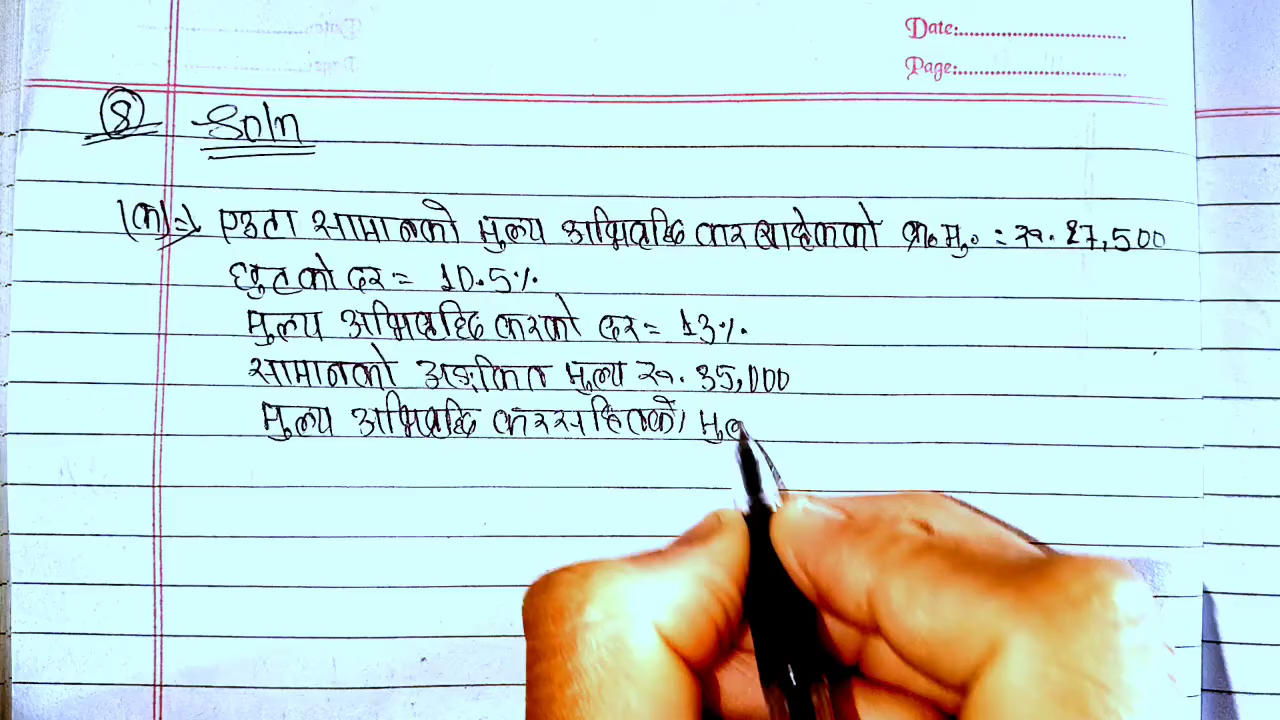 Date:
Page:
8 Soln
(क) ⇒ एउटा सामानको मुल्य अभिवृद्धि कर बाहेकको क्र॰मु॰ = रु. 27,500
छुटको दर = 10.5%
मुल्य अभिवृद्धि करको दर = 13%
सामानको अङ्कित मुल्य रु. 35,000
मुल्य अभिवृद्धि करसहितको मुल